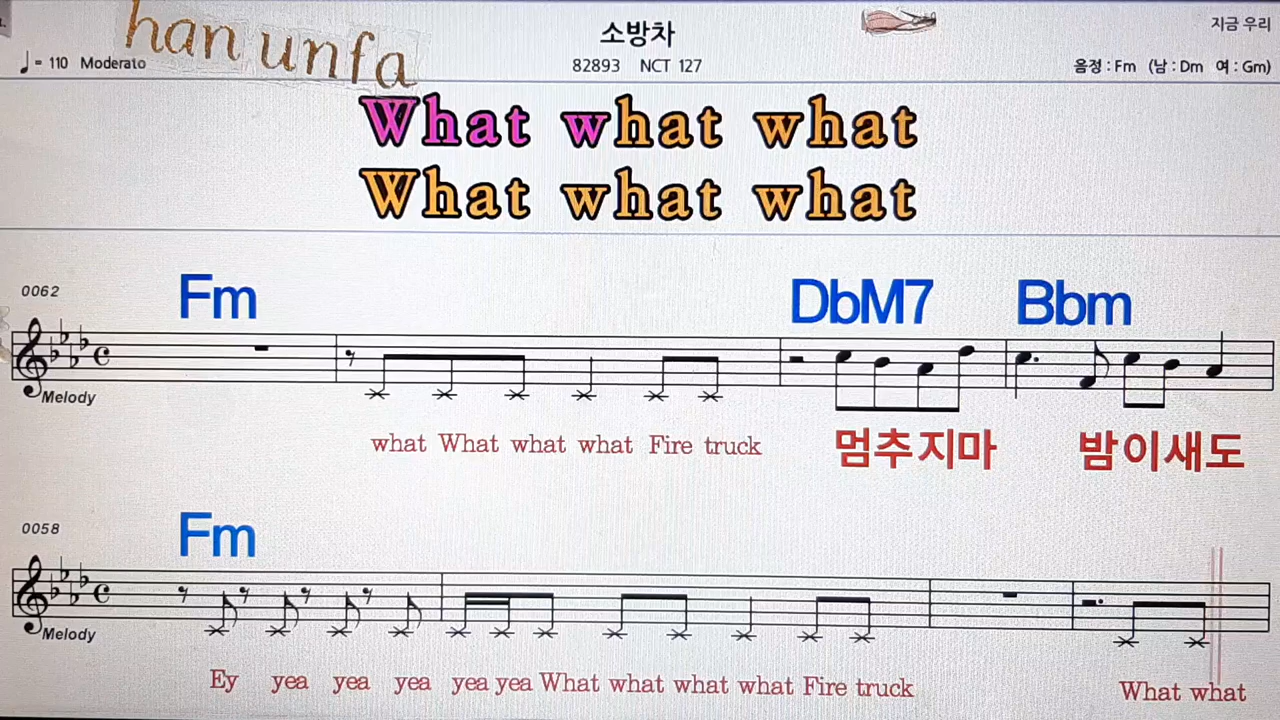 han unfa
소방차
지금 우리
= 110 Moderato
82893 NCT 127
음정 : Fm (남 : Dm 여 : Gm)
What what what
What what what
0062
Fm DbM7 Bbm
Melody
what What what what Fire truck 멈추지마 밤이새도
0058
Fm
Melody
Ey yea yea yea yea yea What what what what Fire truck What what